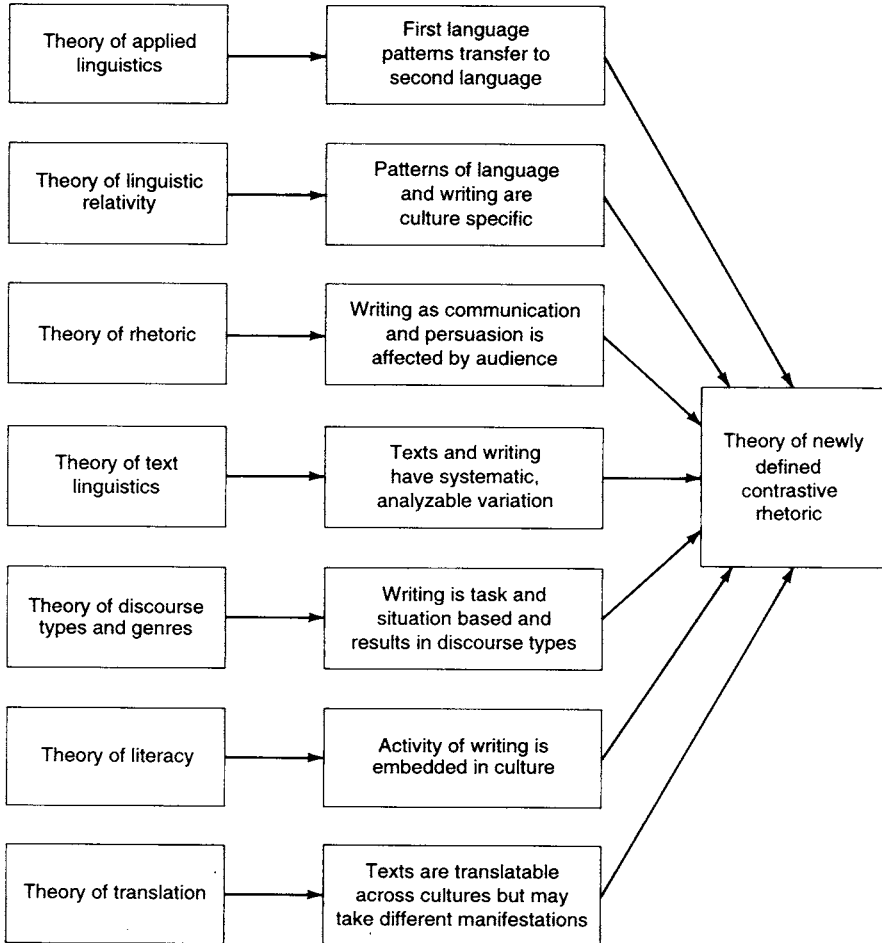 Theory of applied
linguistics
First language
patterns transfer to
second language
Theory of linguistic
relativity
Patterns of language
and writing are
culture specific
Theory of rhetoric
Writing as communication
and persuasion is
affected by audience
Theory of text
linguistics
Texts and writing
have systematic,
analyzable variation
Theory of newly
defined
contrastive
rhetoric
Theory of discourse
types and genres
Writing is task and
situation based and
results in discourse types
Theory of literacy
Activity of writing is
embedded in culture
Theory of translation
Texts are translatable
across cultures but may
take different manifestations